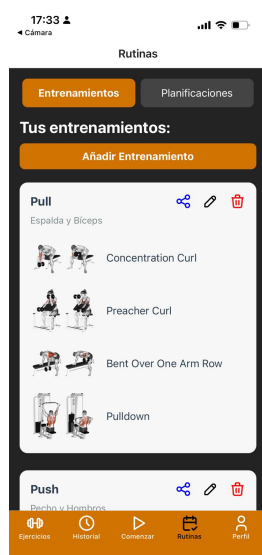 17:33
Cámara
Rutinas
Entrenamientos
Planificaciones
Tus entrenamientos:
Añadir Entrenamiento
Pull
Espalda y Bíceps
Concentration Curl
Preacher Curl
Bent Over One Arm Row
Pulldown
Push
Pecho y Hombros
Ejercicios
Historial
Comenzar
Rutinas
Perfil